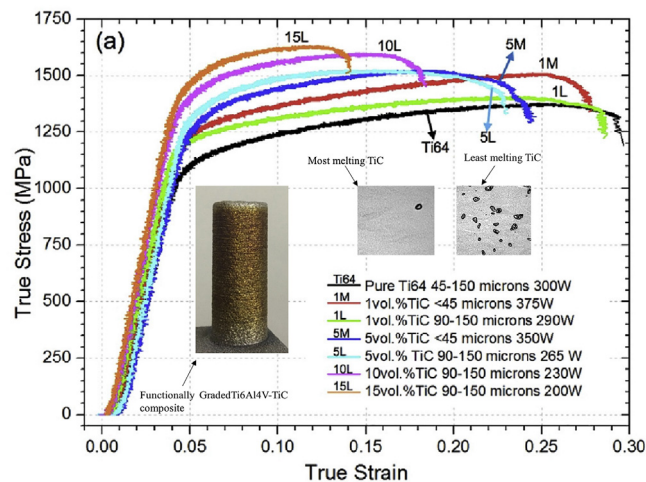 (a)
15L
10L
5M
1M
1L
5L
Ti64
Most melting TiC
Least melting TiC
Ti64 Pure Ti64 45-150 microns 300W
1M 1vol.%TiC <45 microns 375W
1L 1vol.%TiC 90-150 microns 290W
5M 5vol.%TiC <45 microns 350W
5L 5vol.% TiC 90-150 microns 265 W
10L 10vol.%TiC 90-150 microns 230W
15L 15vol.%TiC 90-150 microns 200W
Functionally GradedTi6Al4V-TiC
composite
True Stress (MPa)
1750
1500
1250
1000
750
500
250
0
0.00 0.05 0.10 0.15 0.20 0.25 0.30
True Strain